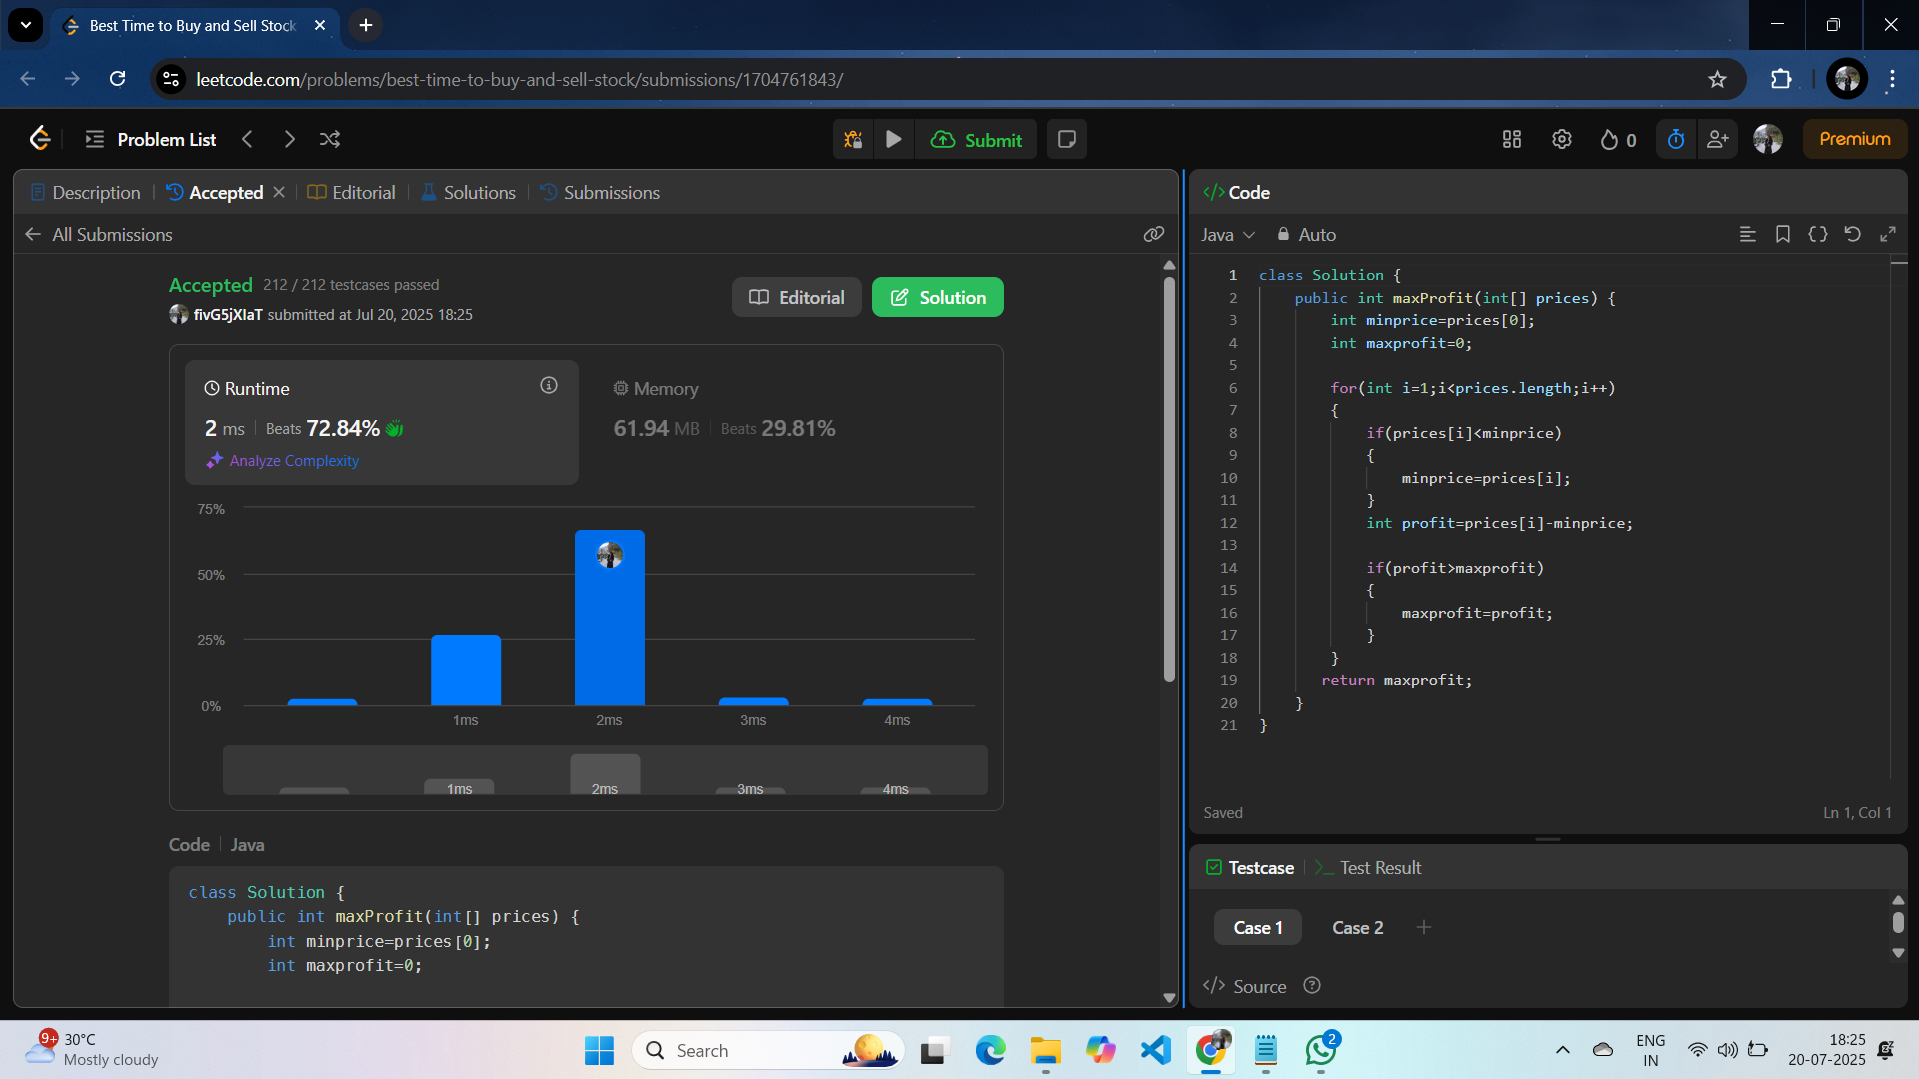 Best Time to Buy and Sell Stock
leetcode.com/problems/best-time-to-buy-and-sell-stock/submissions/1704761843/
Problem List
Submit
0
Premium
Description
Accepted
Editorial
Solutions
Submissions
All Submissions
Accepted 212 / 212 testcases passed
fivG5jXIaT submitted at Jul 20, 2025 18:25
Editorial
Solution
Runtime
2 ms Beats 72.84%
Analyze Complexity
Memory
61.94 MB Beats 29.81%
75%
50%
25%
0%
1ms 2ms 3ms 4ms
1ms 2ms 3ms 4ms
Code Java
class Solution {
public int maxProfit(int[] prices) {
int minprice=prices[0];
int maxprofit=0;
</> Code
Java Auto
1 class Solution {
2 public int maxProfit(int[] prices) {
3 int minprice=prices[0];
4 int maxprofit=0;
5
6 for(int i=1;i<prices.length;i++)
7 {
8 if(prices[i]<minprice)
9 {
10 minprice=prices[i];
11 }
12 int profit=prices[i]-minprice;
13
14 if(profit>maxprofit)
15 {
16 maxprofit=profit;
17 }
18 }
19 return maxprofit;
20 }
21 }
Saved
Ln 1, Col 1
Testcase
Test Result
Case 1 Case 2
</> Source
9+
30°C
Mostly cloudy
Search
2
ENG
IN
18:25
20-07-2025